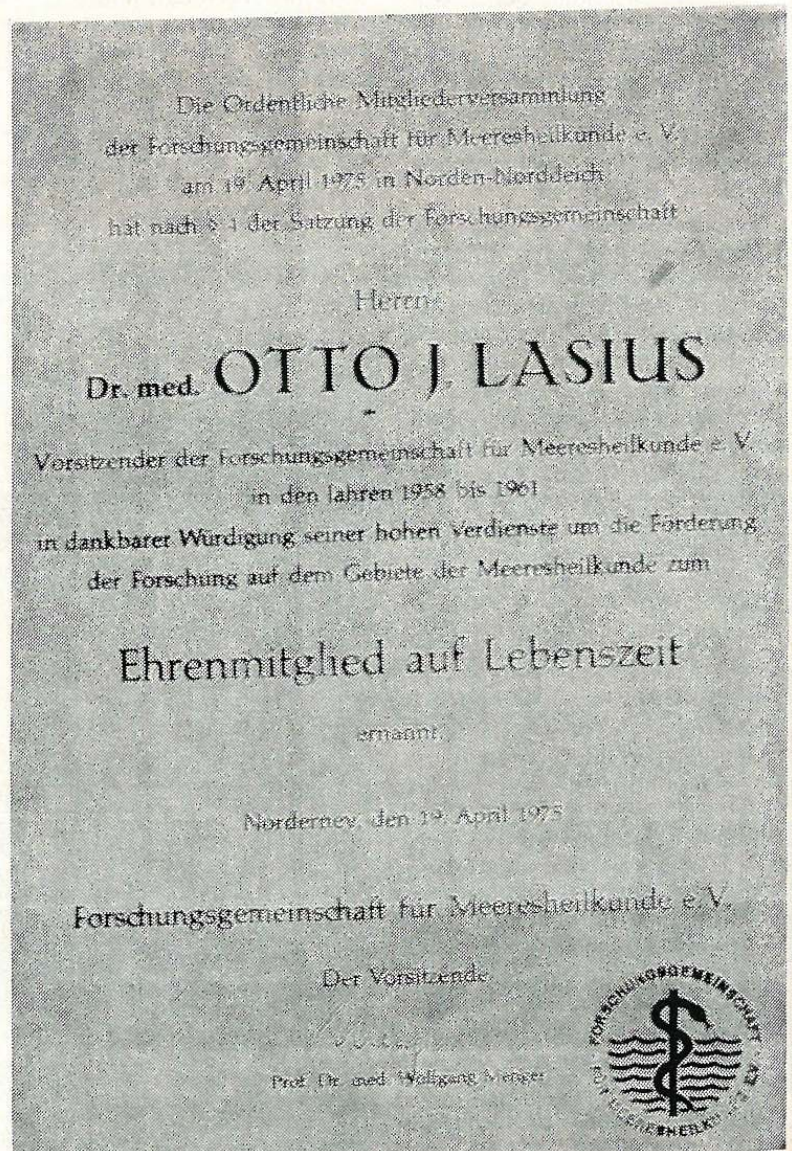 Die Ordentliche Mitgliederversammlung
der Forschungsgemeinschaft für Meeresheilkunde e. V.
am 19. April 1975 in Norden-Norddeich
hat nach § 4 der Satzung der Forschungsgemeinschaft
Herrn
Dr. med. OTTO J. LASIUS
Vorsitzender der Forschungsgemeinschaft für Meeresheilkunde e. V.
in den Jahren 1958 bis 1961
in dankbarer Würdigung seiner hohen Verdienste um die Förderung
der Forschung auf dem Gebiete der Meeresheilkunde zum
Ehrenmitglied auf Lebenszeit
ernannt.
Norderney, den 19. April 1975
Forschungsgemeinschaft für Meeresheilkunde e. V.
Der Vorsitzende
Prof. Dr. med. Wolfgang Menger
FORSCHUNGSGEMEINSCHAFT FÜR MEERESHEILKUNDE E.V.